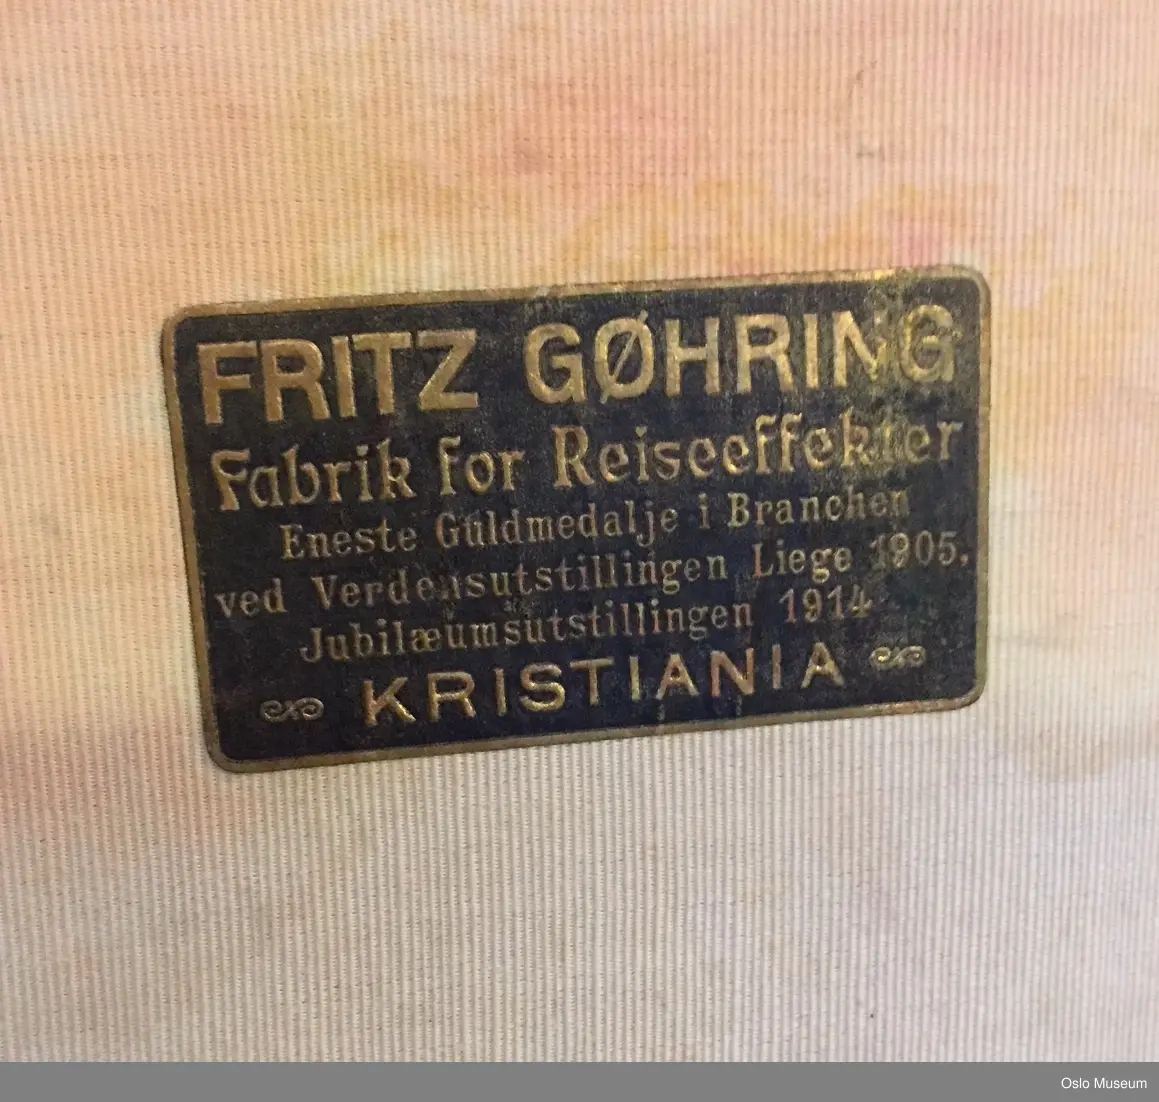 FRITZ GØHRING
Fabrik for Reiseeffekter
Eneste Guldmedalje i Branchen
ved Verdensutstillingen Liege 1905,
Jubilæumsutstillingen 1914
KRISTIANIA
Oslo Museum